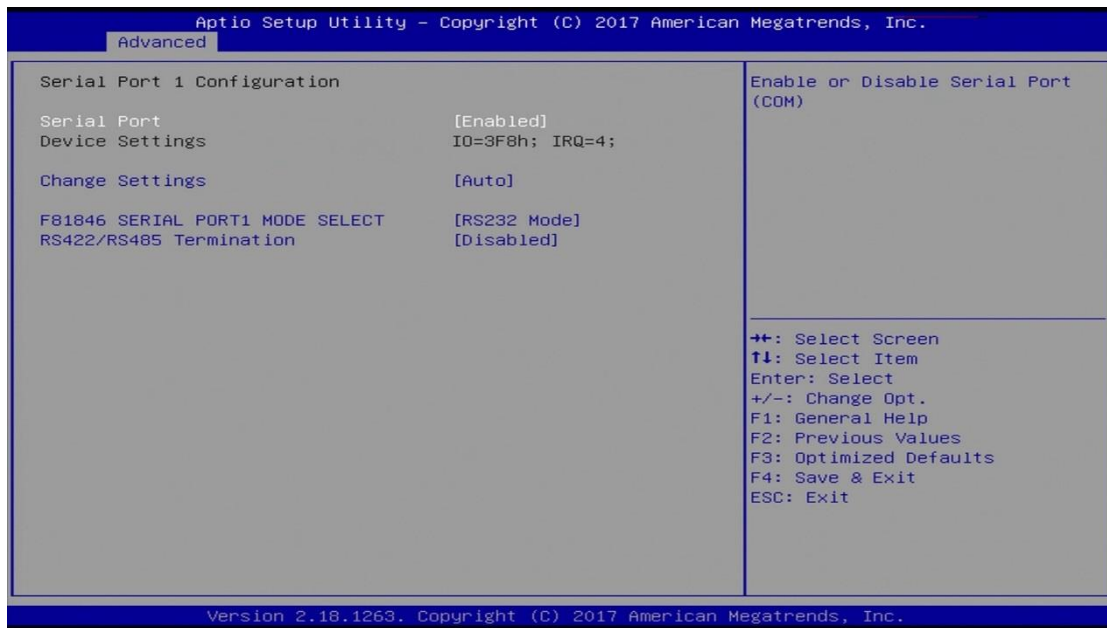 Aptio Setup Utility – Copyright (C) 2017 American Megatrends, Inc.
Advanced
Serial Port 1 Configuration
Serial Port [Enabled]
Device Settings IO=3F8h; IRQ=4;
Change Settings [Auto]
F81846 SERIAL PORT1 MODE SELECT [RS232 Mode]
RS422/RS485 Termination [Disabled]
Enable or Disable Serial Port
(COM)
→←: Select Screen
↑↓: Select Item
Enter: Select
+/-: Change Opt.
F1: General Help
F2: Previous Values
F3: Optimized Defaults
F4: Save & Exit
ESC: Exit
Version 2.18.1263. Copyright (C) 2017 American Megatrends, Inc.